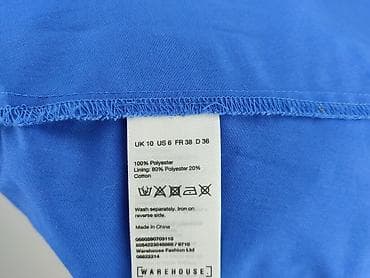 UK 10 US 6 FR 38 D 36
100% Polyester
Lining: 80% Polyester 20%
Cotton
Wash separately. Iron on
reverse side.
Made in China
Warehouse Fashion Ltd
WAREHOUSE